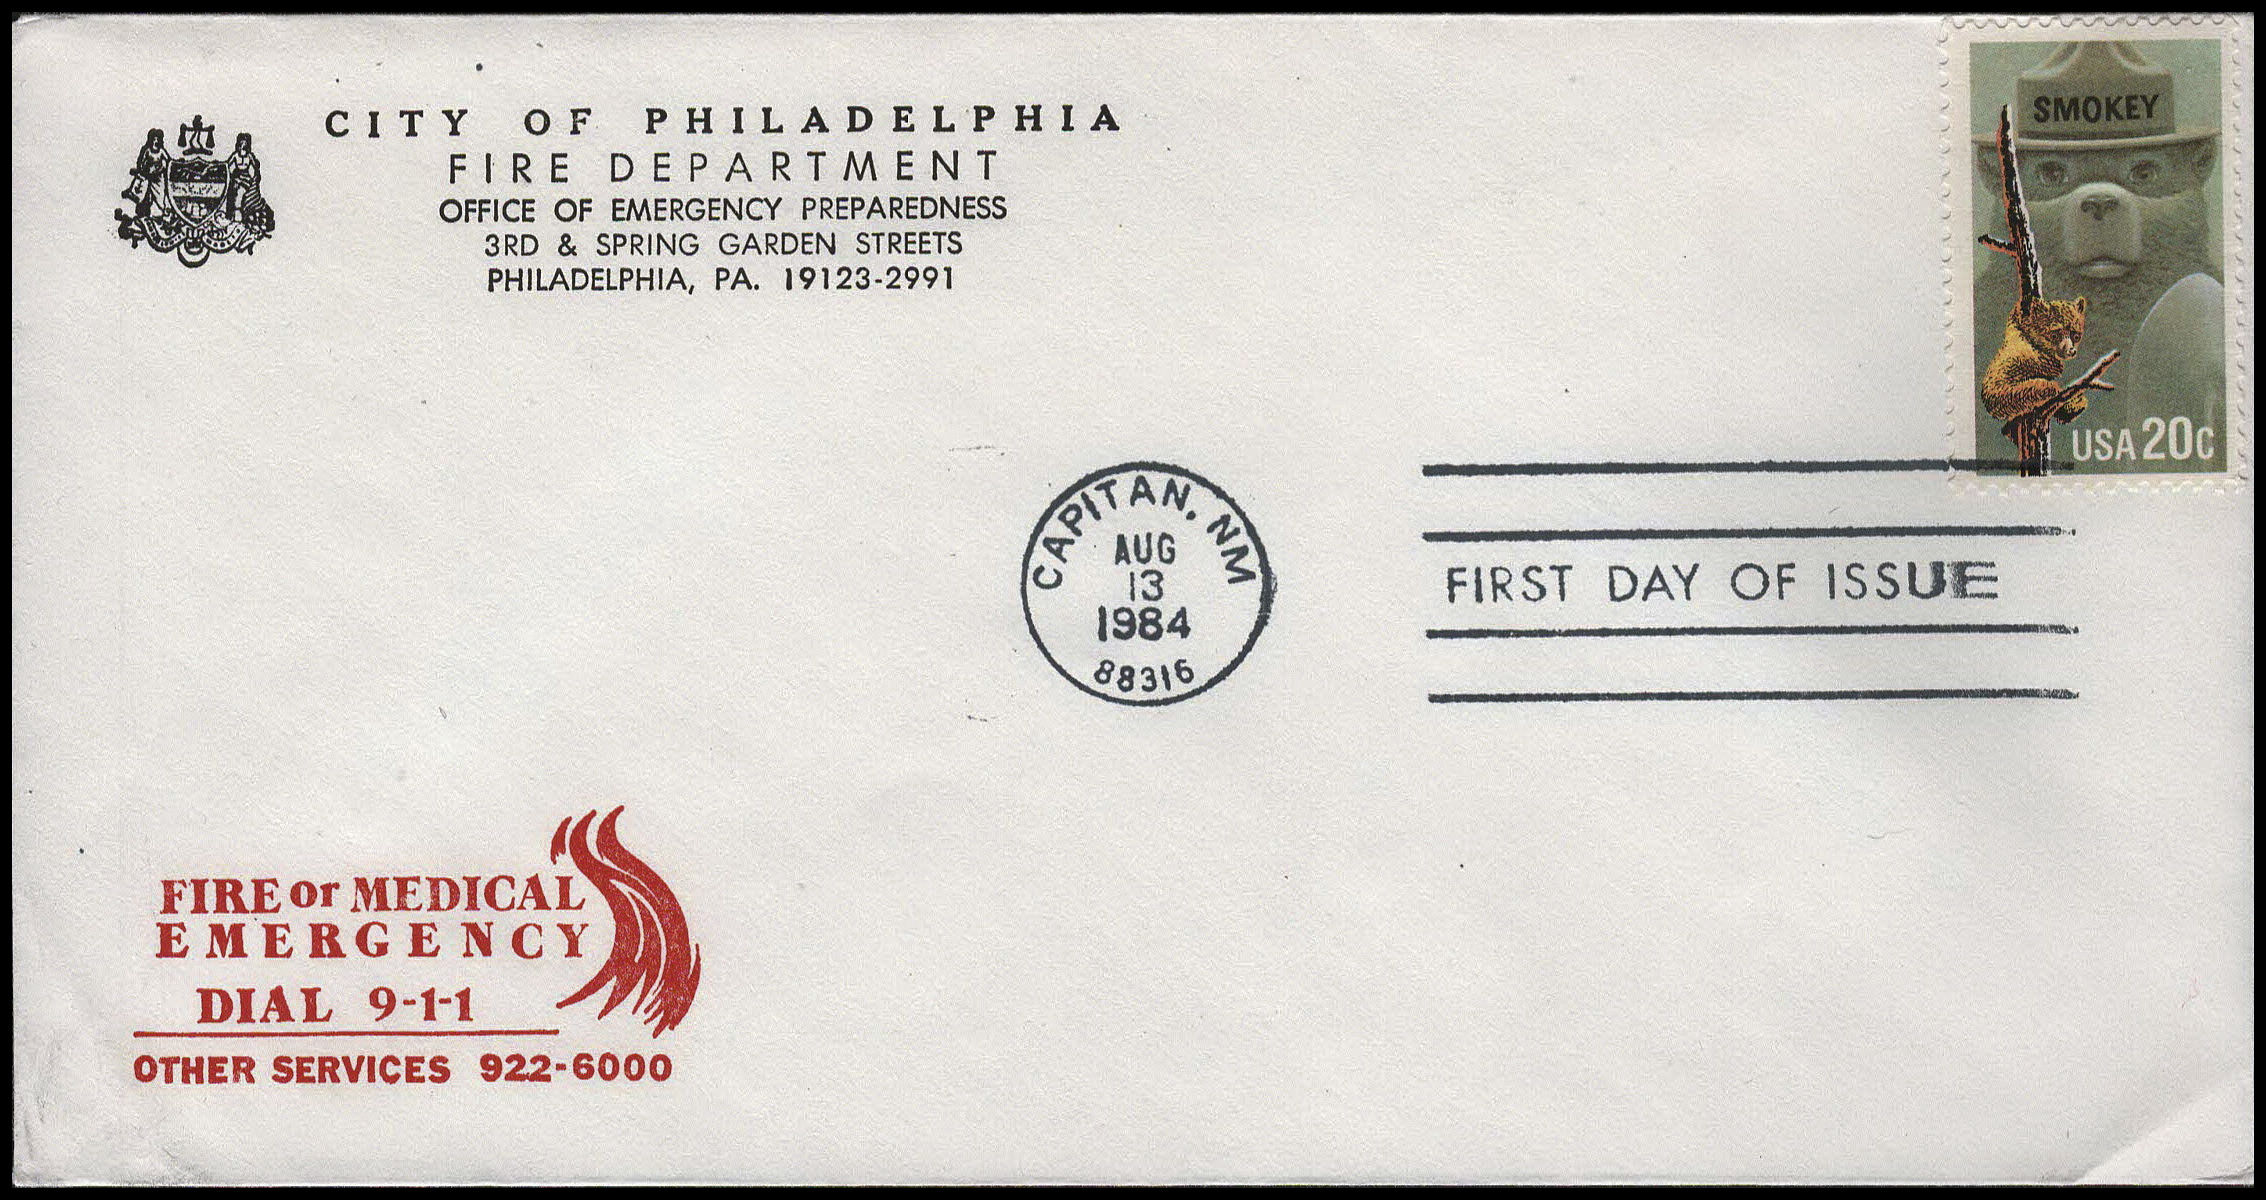 CITY OF PHILADELPHIA
FIRE DEPARTMENT
OFFICE OF EMERGENCY PREPAREDNESS
3RD & SPRING GARDEN STREETS
PHILADELPHIA, PA. 19123-2991
SMOKEY
USA 20c
CAPITAN, NM
AUG
13
1984
88316
FIRST DAY OF ISSUE
FIRE or MEDICAL
EMERGENCY
DIAL 9-1-1
OTHER SERVICES 922-6000